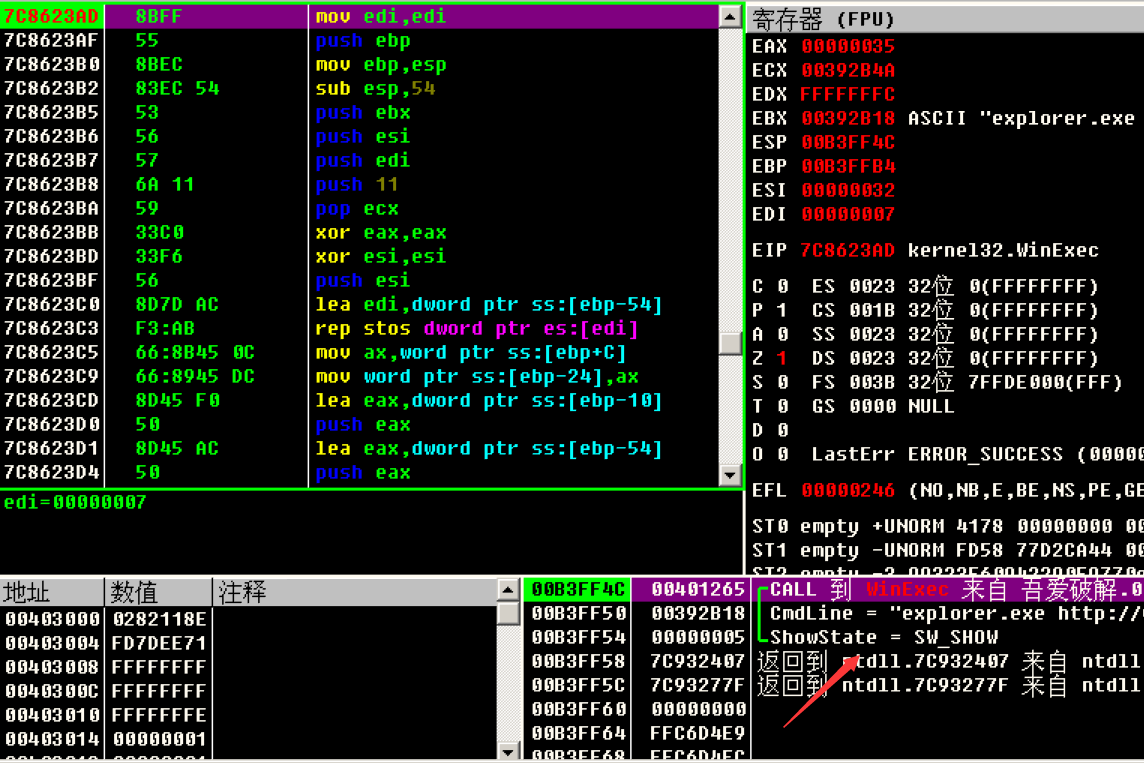 7C8623AD 8BFF mov edi,edi
7C8623AF 55 push ebp
7C8623B0 8BEC mov ebp,esp
7C8623B2 83EC 54 sub esp,54
7C8623B5 53 push ebx
7C8623B6 56 push esi
7C8623B7 57 push edi
7C8623B8 6A 11 push 11
7C8623BA 59 pop ecx
7C8623BB 33C0 xor eax,eax
7C8623BD 33F6 xor esi,esi
7C8623BF 56 push esi
7C8623C0 8D7D AC lea edi,dword ptr ss:[ebp-54]
7C8623C3 F3:AB rep stos dword ptr es:[edi]
7C8623C5 66:8B45 0C mov ax,word ptr ss:[ebp+C]
7C8623C9 66:8945 DC mov word ptr ss:[ebp-24],ax
7C8623CD 8D45 F0 lea eax,dword ptr ss:[ebp-10]
7C8623D0 50 push eax
7C8623D1 8D45 AC lea eax,dword ptr ss:[ebp-54]
7C8623D4 50 push eax
edi=00000007
寄存器 (FPU)
EAX 00000035
ECX 00392B4A
EDX FFFFFFFC
EBX 00392B18 ASCII "explorer.exe
ESP 00B3FF4C
EBP 00B3FFB4
ESI 00000032
EDI 00000007
EIP 7C8623AD kernel32.WinExec
C 0 ES 0023 32位 0(FFFFFFFF)
P 1 CS 001B 32位 0(FFFFFFFF)
A 0 SS 0023 32位 0(FFFFFFFF)
Z 1 DS 0023 32位 0(FFFFFFFF)
S 0 FS 003B 32位 7FFDE000(FFF)
T 0 GS 0000 NULL
D 0
O 0 LastErr ERROR_SUCCESS (00000
EFL 00000246 (NO,NB,E,BE,NS,PE,GE
ST0 empty +UNORM 4178 00000000 00
ST1 empty -UNORM FD58 77D2CA44 00
ST2 empty
地址 数值 注释
00403000 0282118E
00403004 FD7DEE71
00403008 FFFFFFFF
0040300C FFFFFFFF
00403010 FFFFFFFE
00403014 00000001
00B3FF4C 00401265 CALL 到 WinExec 来自 吾爱破解.0
00B3FF50 00392B18 CmdLine = "explorer.exe http://
00B3FF54 00000005 ShowState = SW_SHOW
00B3FF58 7C932407 返回到 ntdll.7C932407 来自 ntdll
00B3FF5C 7C93277F 返回到 ntdll.7C93277F 来自 ntdll
00B3FF60 00000000
00B3FF64 FFC6D4E9
00B3FF68 FFC6D4EC